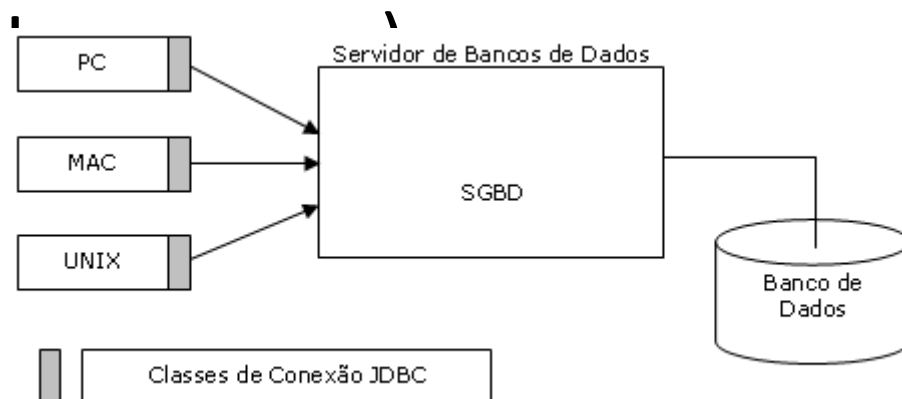 PC
Servidor de Bancos de Dados
MAC
SGBD
UNIX
Banco de
Dados
Classes de Conexão JDBC